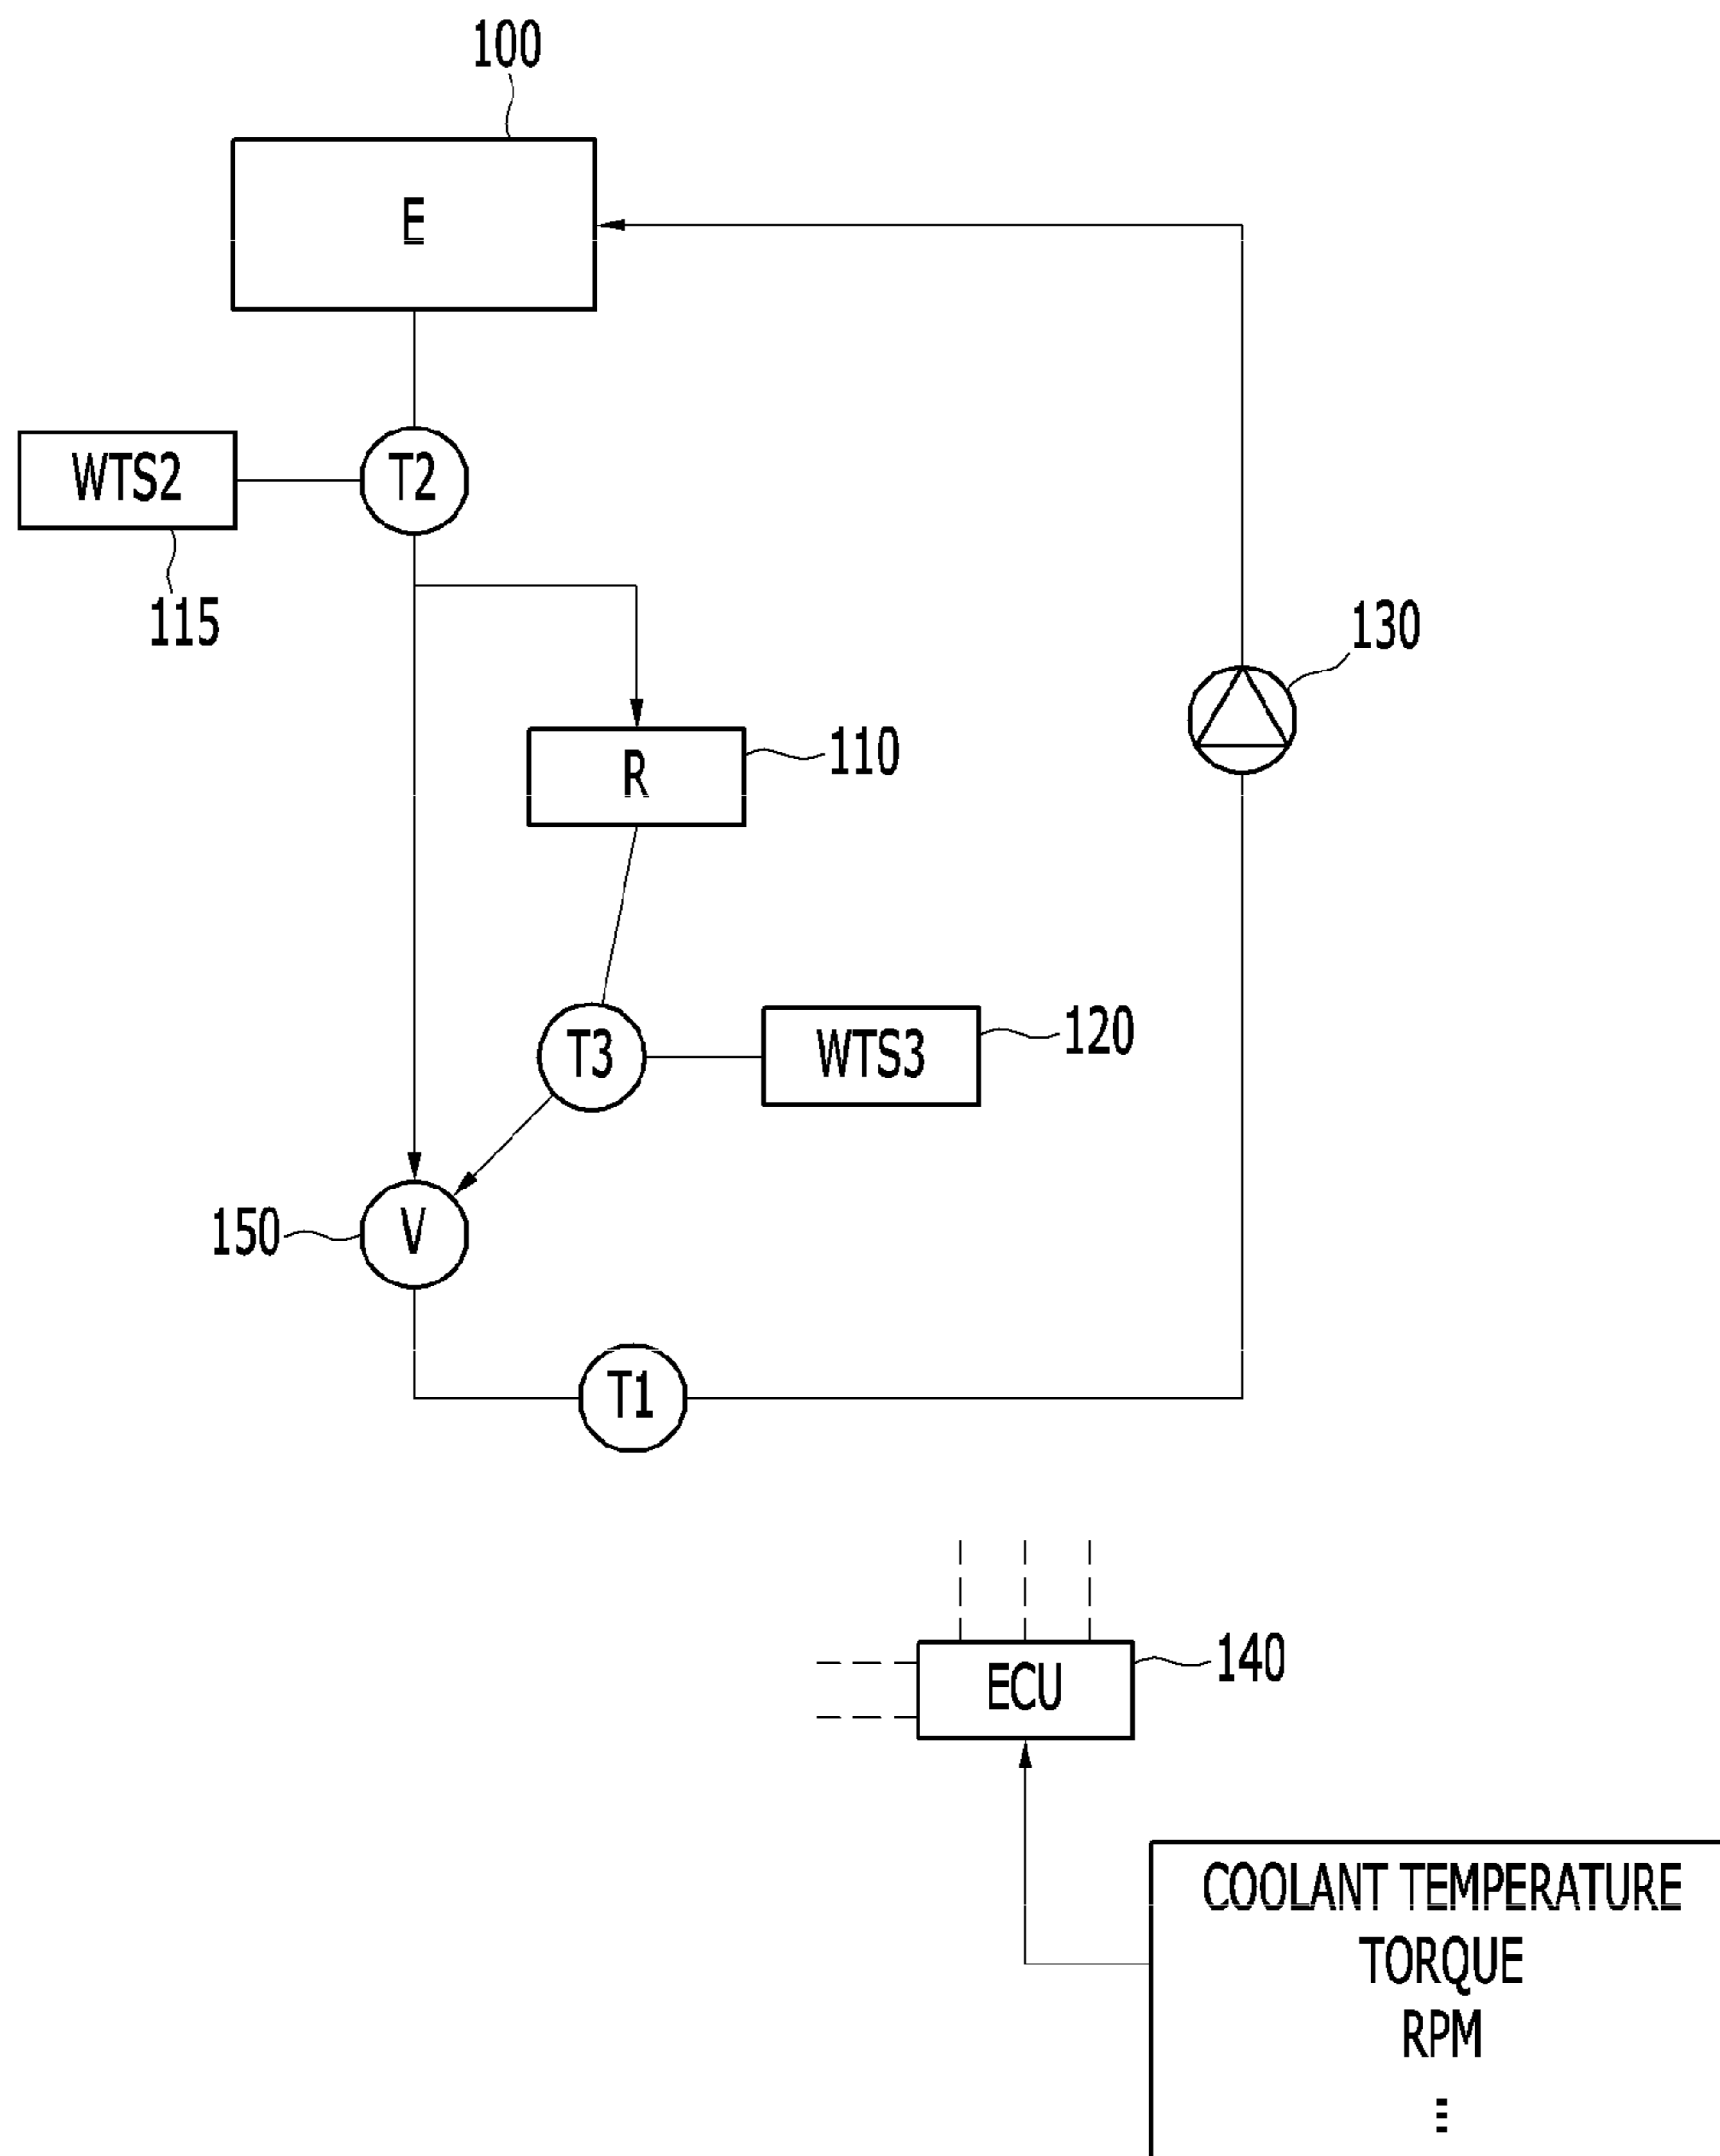 100
E
WTS2
T2
115
130
R
110
T3
WTS3
120
150
V
T1
ECU
140
COOLANT TEMPERATURE
TORQUE
RPM
⋮